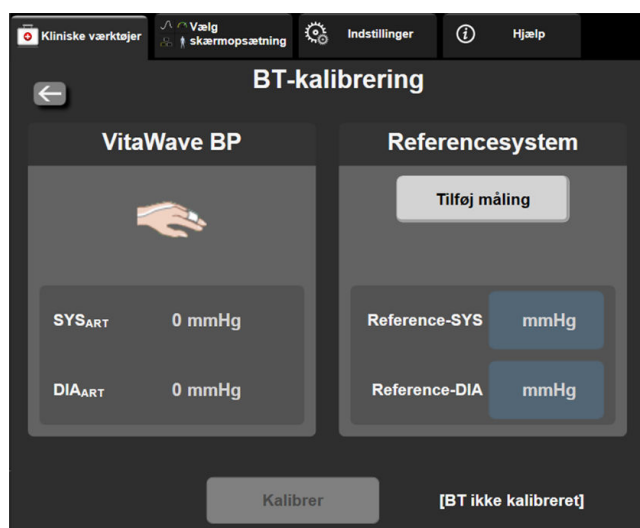 Kliniske værktøjer
Vælg
skærmopsætning
Indstillinger
Hjælp
BT-kalibrering
VitaWave BP
Referencesystem
Tilføj måling
SYSART 0 mmHg
Reference-SYS mmHg
DIAART 0 mmHg
Reference-DIA mmHg
Kalibrer
[BT ikke kalibreret]